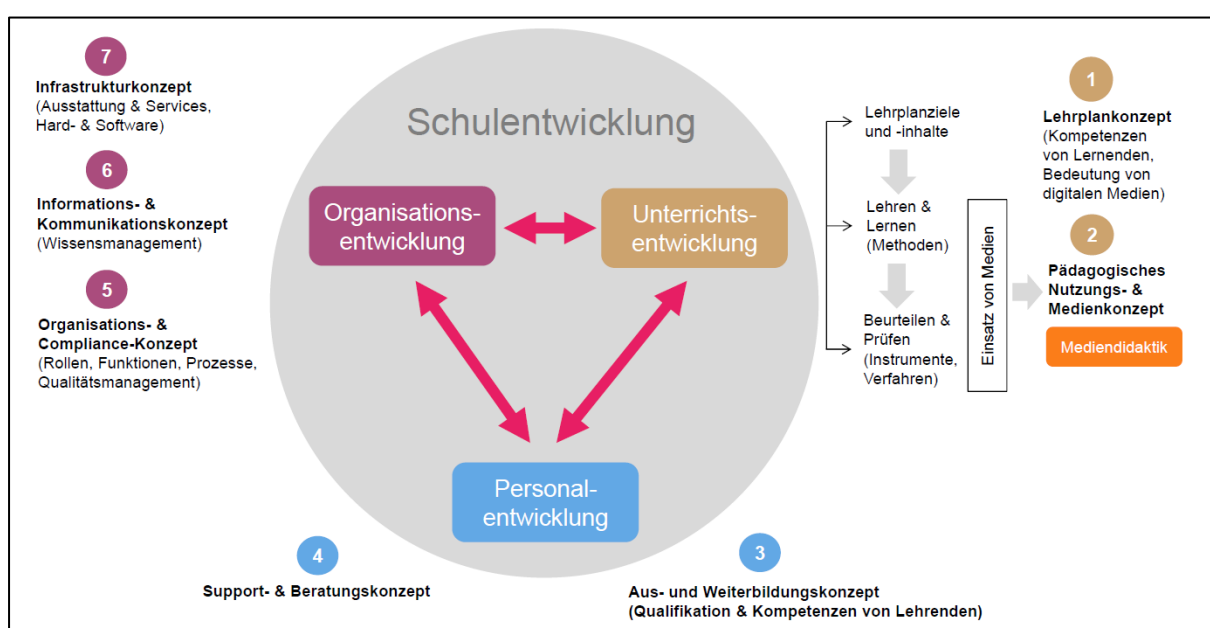 7
Infrastrukturkonzept
(Ausstattung & Services,
Hard- & Software)
6
Informations- &
Kommunikationskonzept
(Wissensmanagement)
5
Organisations- &
Compliance-Konzept
(Rollen, Funktionen, Prozesse,
Qualitätsmanagement)
Schulentwicklung
Organisations-
entwicklung
Unterrichts-
entwicklung
Personal-
entwicklung
4
Support- & Beratungskonzept
3
Aus- und Weiterbildungskonzept
(Qualifikation & Kompetenzen von Lehrenden)
Lehrplanziele
und -inhalte
Lehren &
Lernen
(Methoden)
Beurteilen &
Prüfen
(Instrumente,
Verfahren)
Einsatz von Medien
1
Lehrplankonzept
(Kompetenzen
von Lernenden,
Bedeutung von
digitalen Medien)
2
Pädagogisches
Nutzungs- &
Medienkonzept
Mediendidaktik